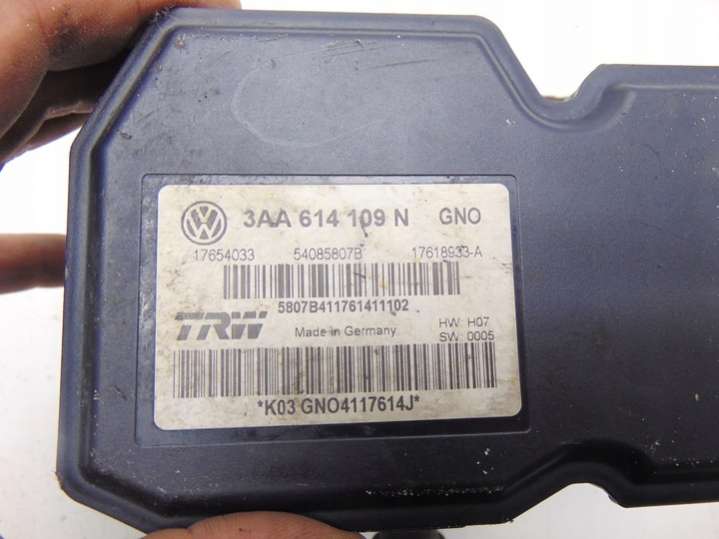 3AA 614 109 N GNO
17654033 54085807B 17618933-A
5807B411761411102
TRW Made in Germany HW: H07
SW: 0005
*K03 GNO4117614J*